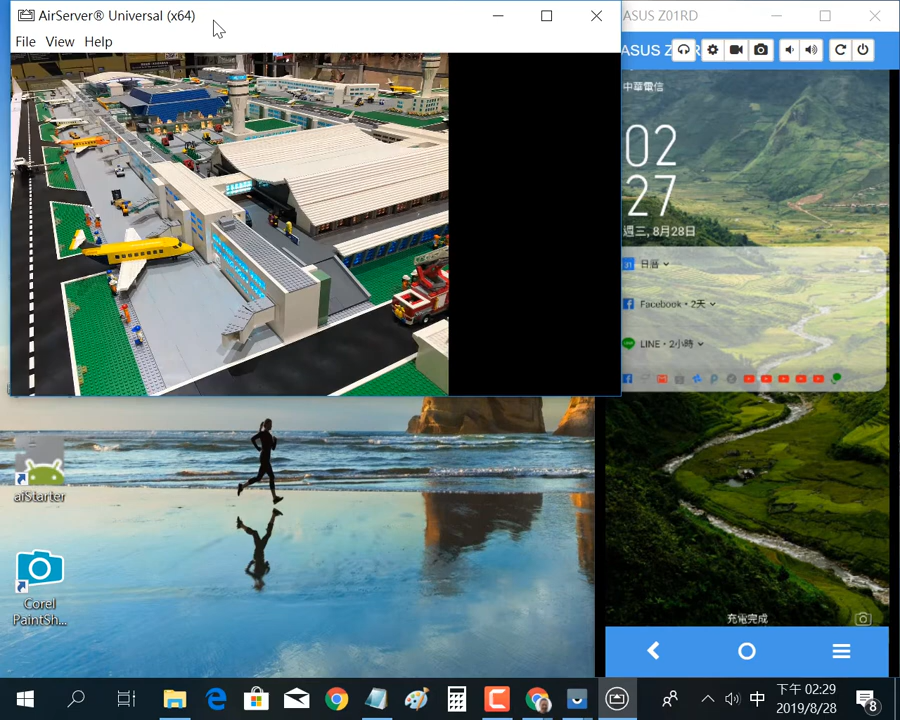 AirServer® Universal (x64)
File View Help
ASUS Z01RD
中華電信
02
27
週三, 8月28日
31 日曆
Facebook • 2天
LINE • 2小時
充電完成
aiStarter
Corel
PaintSh...
中
下午 02:29
2019/8/28
8